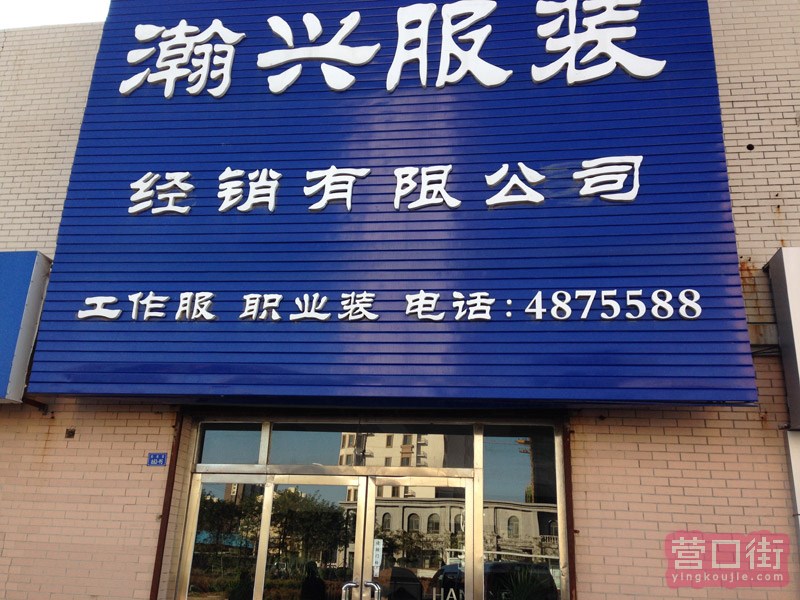 瀚兴服装
经销有限公司
工作服 职业装 电话:4875588
HAN
营口街
yingkoujie.com